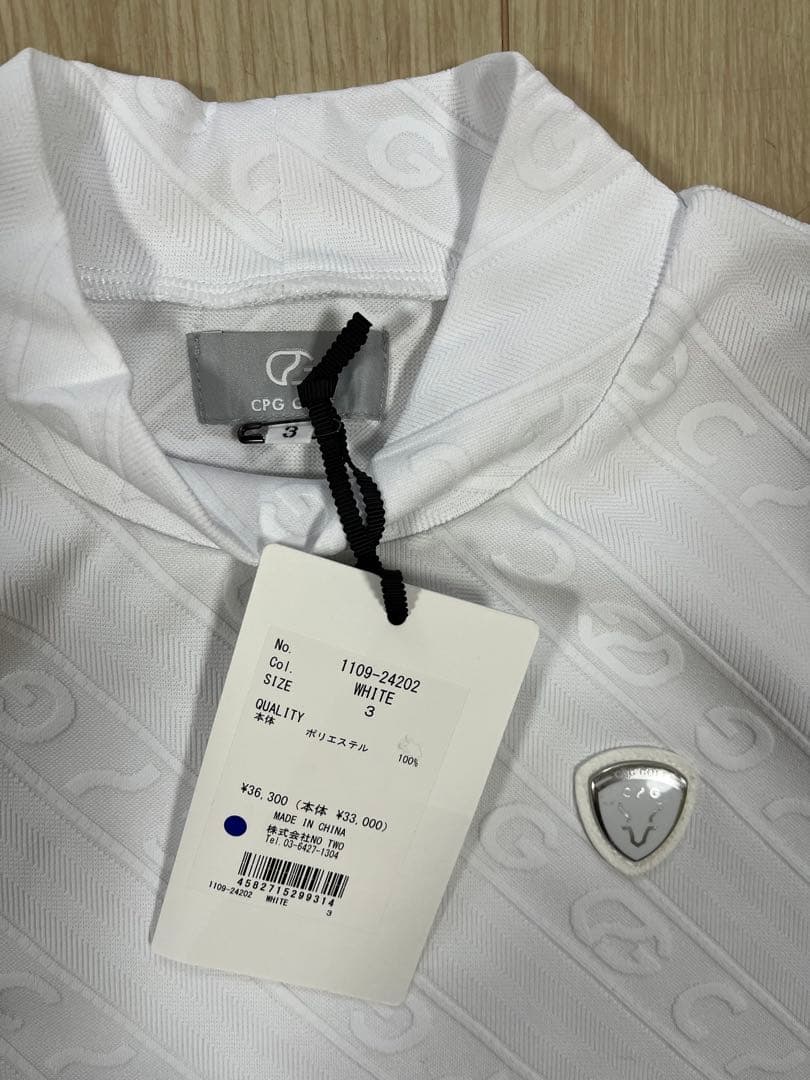 CPG
3
No. 1109-24202
Col. WHITE
SIZE 3
QUALITY
本体 ポリエステル 100%
¥36,300 (本体 ¥33,000)
MADE IN CHINA
株式会社NO TWO
Tel.03-6427-1304
4582715299314
1109-24202 WHITE 3
CPG GOLF
CPG